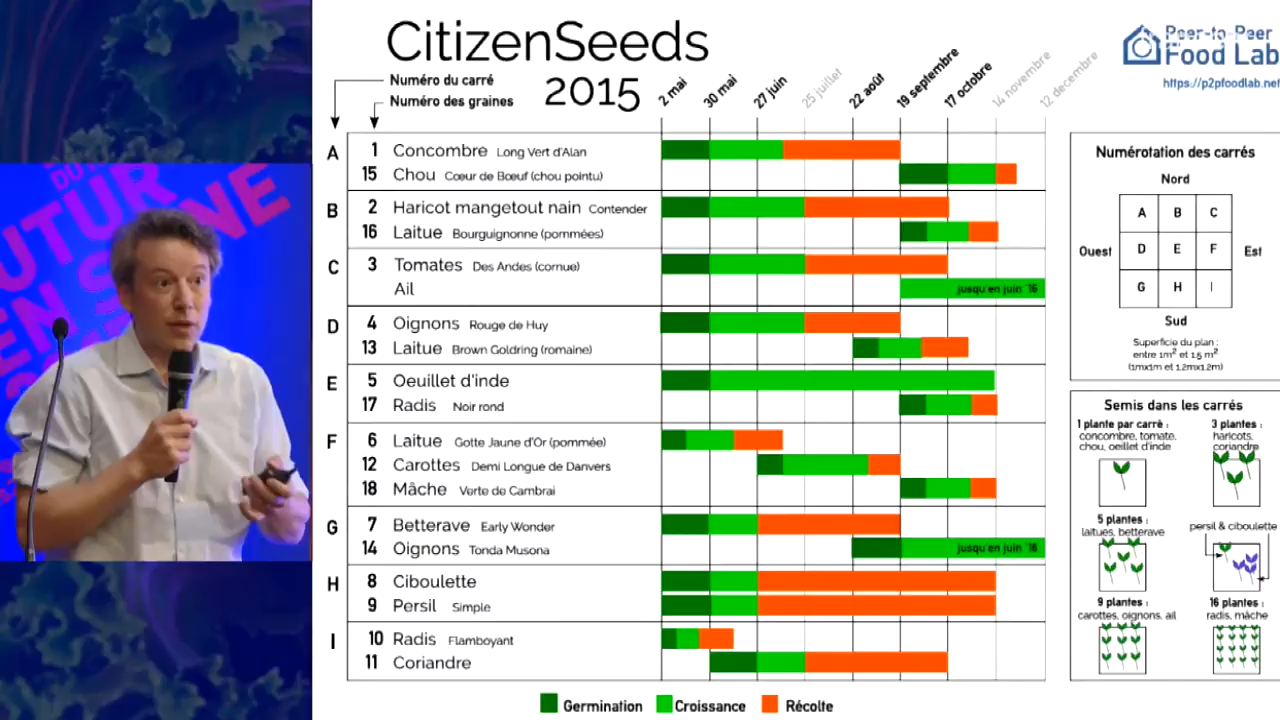 CitizenSeeds
2015
Numéro du carré
Numéro des graines
2 mai
30 mai
27 juin
25 juillet
22 août
19 septembre
17 octobre
14 novembre
12 decembre
Peer-to-Peer
Food Lab
https://p2pfoodlab.net
A
1 Concombre Long Vert d'Alan
15 Chou Cœur de Bœuf (chou pointu)
B
2 Haricot mangetout nain Contender
16 Laitue Bourguignonne (pommées)
C
3 Tomates Des Andes (cornue)
Ail
jusqu'en juin '16
D
4 Oignons Rouge de Huy
13 Laitue Brown Goldring (romaine)
E
5 Oeuillet d'inde
17 Radis Noir rond
F
6 Laitue Gotte Jaune d'Or (pommée)
12 Carottes Demi Longue de Danvers
18 Mâche Verte de Cambrai
G
7 Betterave Early Wonder
14 Oignons Tonda Musona
jusqu'en juin '16
H
8 Ciboulette
9 Persil Simple
I
10 Radis Flamboyant
11 Coriandre
Germination
Croissance
Récolte
Numérotation des carrés
Nord
A B C
Ouest
D E F
Est
G H I
Sud
Superficie du plan :
entre 1m² et 1.5 m²
(1mx1m et 1.2mx1.2m)
Semis dans les carrés
1 plante par carrè :
concombre, tomate,
chou, oeillet d'inde
3 plantes :
haricots,
coriandre
5 plantes :
laitues, betterave
persil & ciboulette
9 plantes :
carottes, oignons, ail
16 plantes :
radis, mâche
FUTUR
EN S